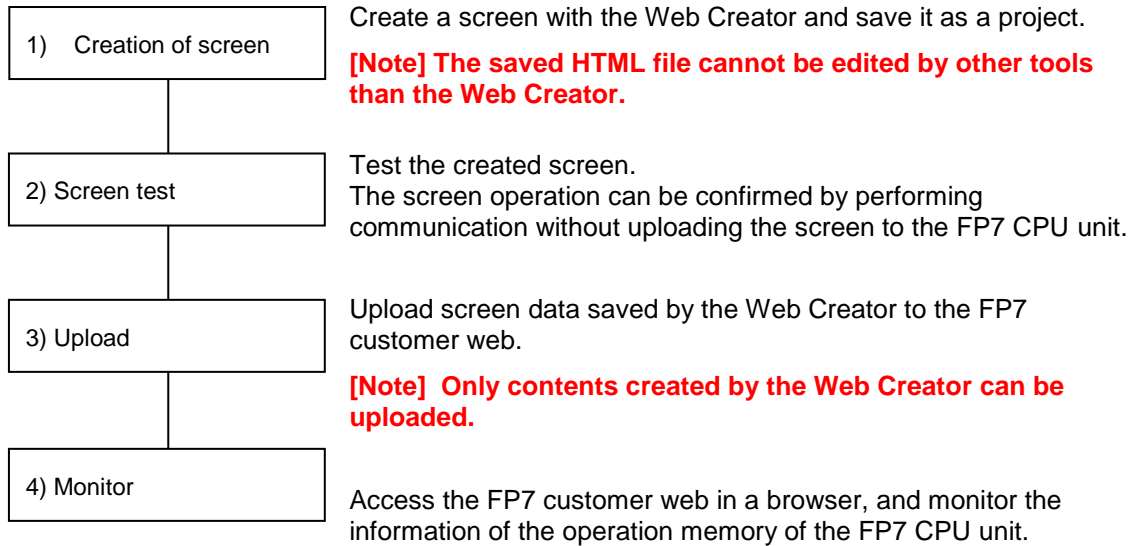 1) Creation of screen
Create a screen with the Web Creator and save it as a project.
[Note] The saved HTML file cannot be edited by other tools
than the Web Creator.
2) Screen test
Test the created screen.
The screen operation can be confirmed by performing
communication without uploading the screen to the FP7 CPU unit.
3) Upload
Upload screen data saved by the Web Creator to the FP7
customer web.
[Note] Only contents created by the Web Creator can be
uploaded.
4) Monitor
Access the FP7 customer web in a browser, and monitor the
information of the operation memory of the FP7 CPU unit.